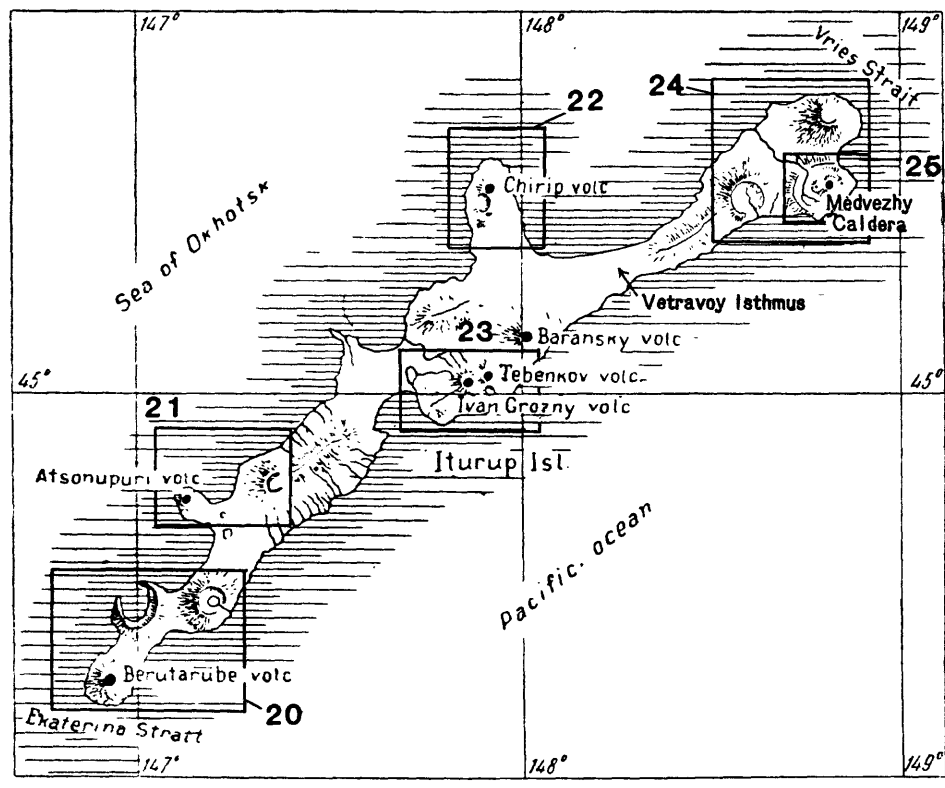 147°
148°
149°
Vries Strait
24
22
25
Chirip volc
Medvezhy
Caldera
Sea of Okhotsk
Vetravoy Isthmus
23
Baransky volc
45°
45°
Tebenkov volc.
Ivan Grozny volc
21
Iturup Isl.
Atsonupuri volc
Pacific. ocean
Berutarube volc
20
Ekaterina Stratt
147°
148°
149°